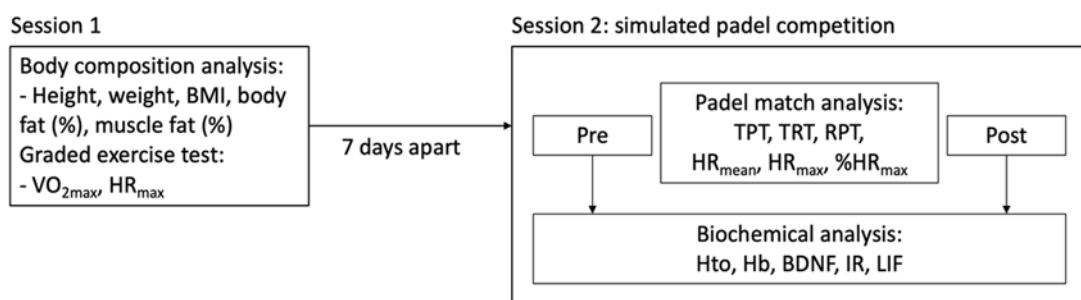 Session 1
Body composition analysis:
- Height, weight, BMI, body
fat (%), muscle fat (%)
Graded exercise test:
- VO2max, HRmax
7 days apart
Session 2: simulated padel competition
Pre
Padel match analysis:
TPT, TRT, RPT,
HRmean, HRmax, %HRmax
Post
Biochemical analysis:
Hto, Hb, BDNF, IR, LIF